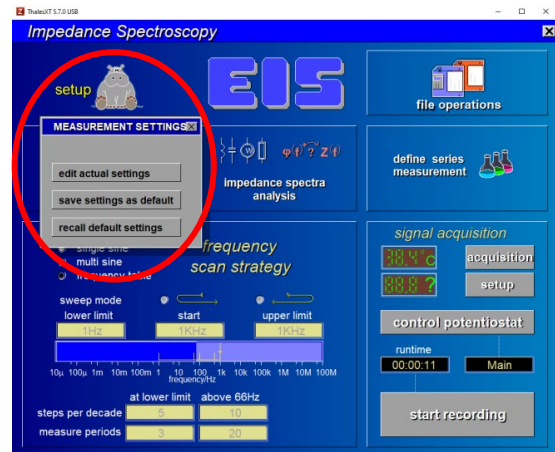 ThalesXT 5.7.0 USB
Impedance Spectroscopy
setup
EIS
file operations
MEASUREMENT SETTINGS
edit actual settings
save settings as default
recall default settings
φ(f)⁀? Z(f)
impedance spectra
analysis
define series
measurement
single sine
multi sine
frequency table
frequency
scan strategy
sweep mode
lower limit
start
upper limit
1Hz
1KHz
1KHz
10µ 100µ 1m 10m 100m 1 10 100 1k 10k 100k 1M 10M 100M
frequency/Hz
at lower limit above 66Hz
steps per decade 5 10
measure periods 3 20
signal acquisition
38.4°C
acquisition
88.8 ?
setup
control potentiostat
runtime
00:00:11
Main
start recording